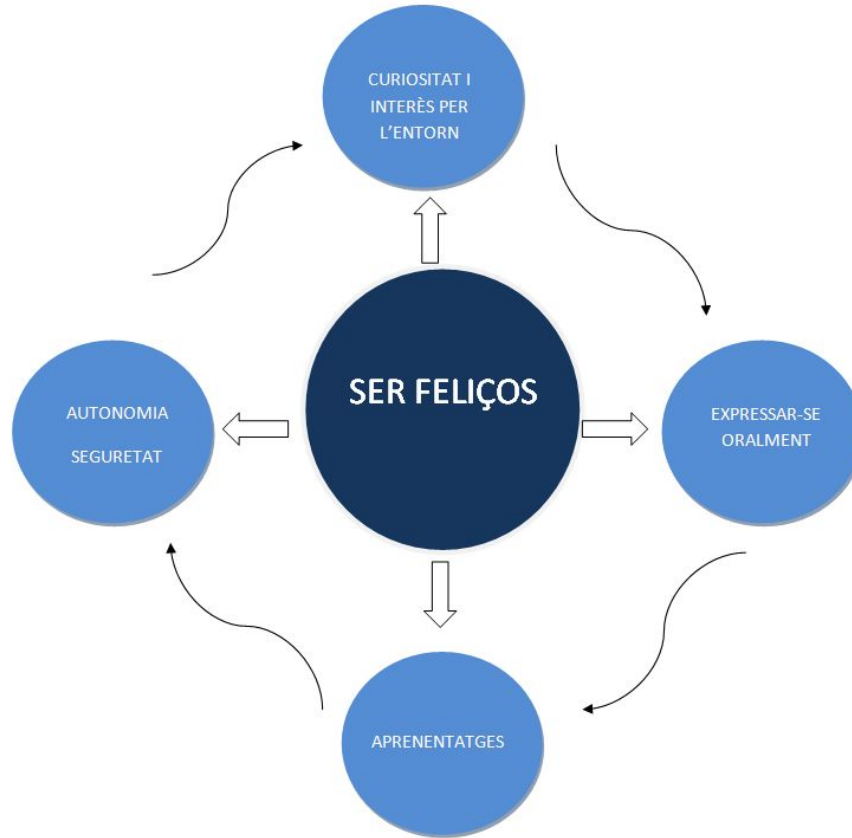 CURIOSITAT I
INTERÈS PER
L'ENTORN
SER FELIÇOS
AUTONOMIA
SEGURETAT
EXPRESSAR-SE
ORALMENT
APRENENTATGES